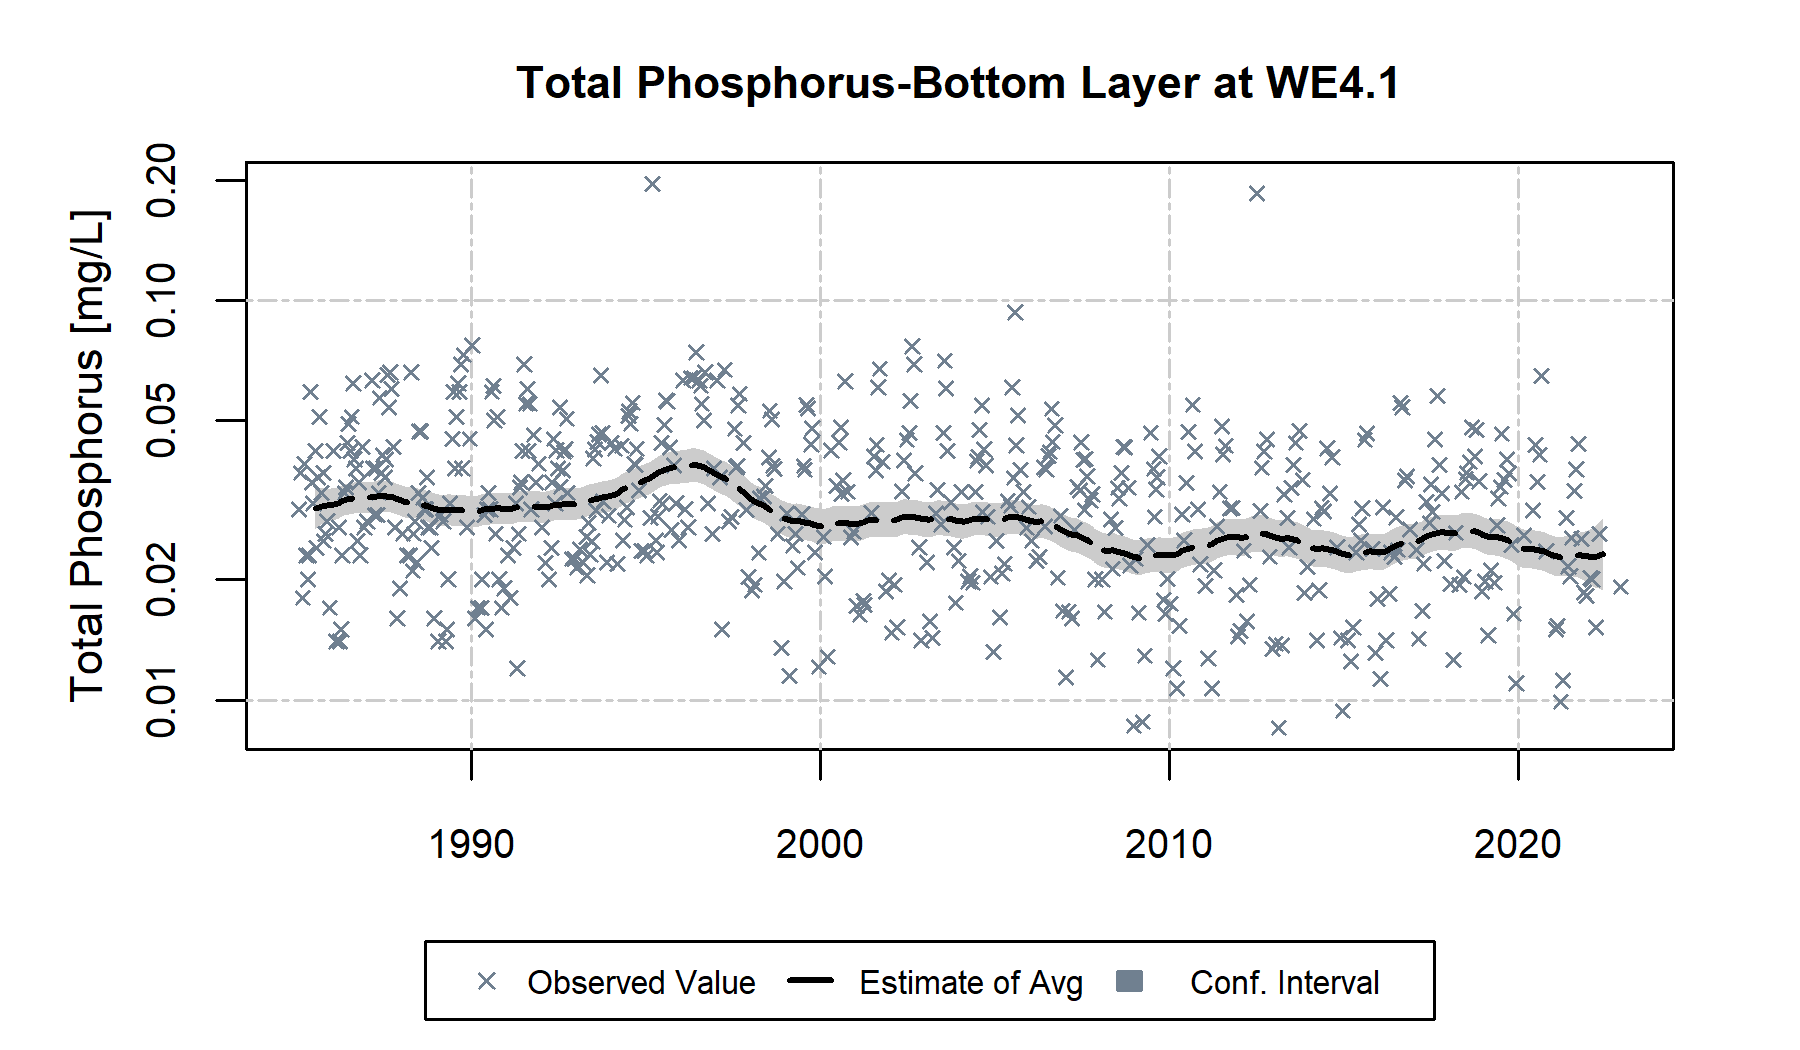 Total Phosphorus-Bottom Layer at WE4.1
Total Phosphorus [mg/L]
0.20
0.10
0.05
0.02
0.01
1990 2000 2010 2020
Observed Value Estimate of Avg Conf. Interval